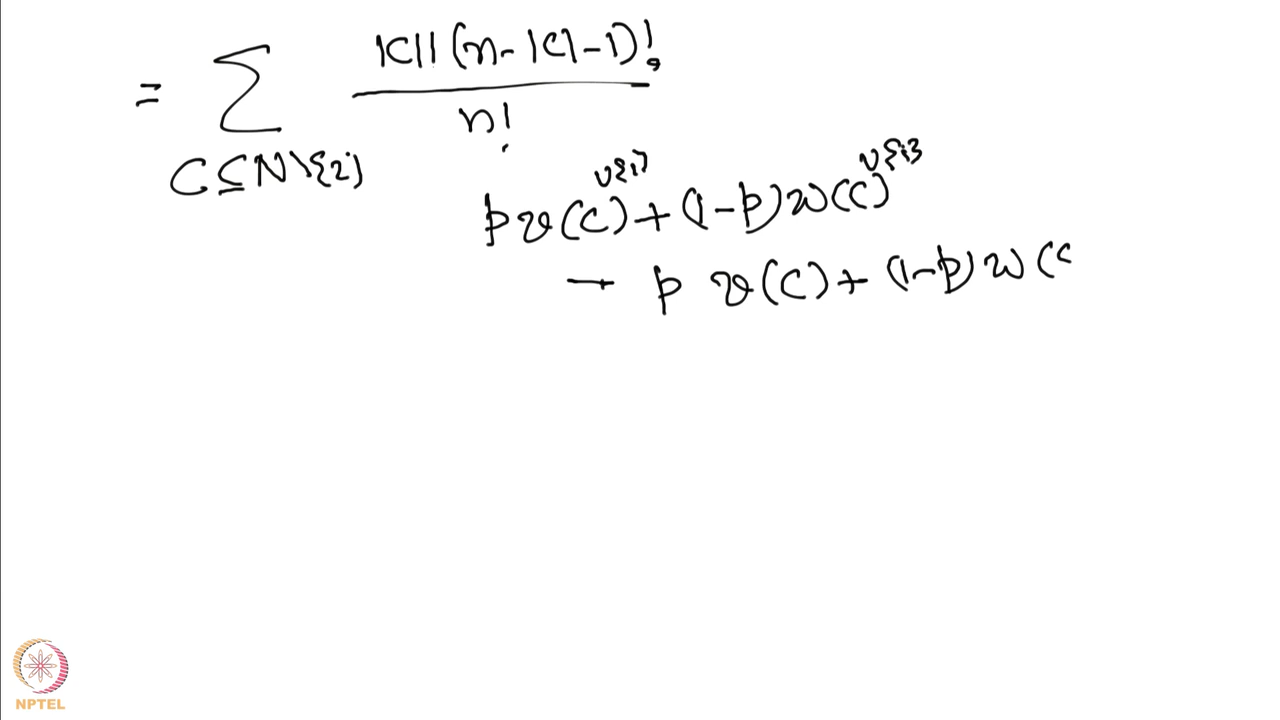 = Σ |C|! (n-|C|-1)! / n!
C ⊆ N\{i}
p v(C ∪{i}) + (1-p) w(C) ∪{i}
- p v(C) + (1-p) w(C
NPTEL